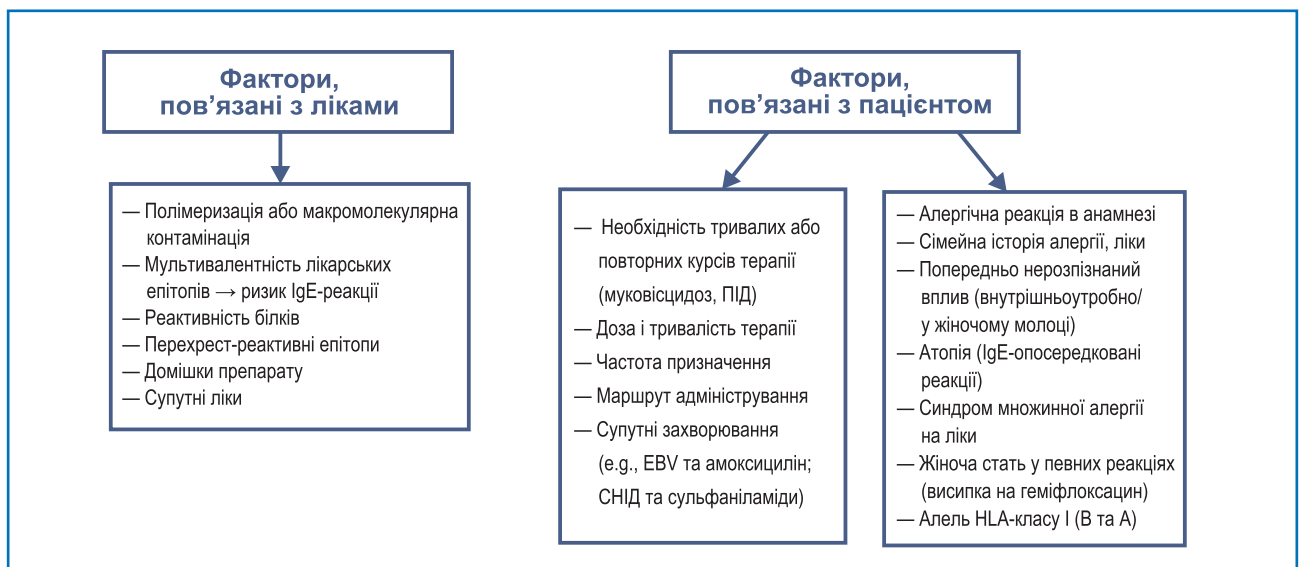 Фактори,
пов’язані з ліками
— Полімеризація або макромолекулярна
контамінація
— Мультивалентність лікарських
епітопів → ризик IgE-реакції
— Реактивність білків
— Перехрест-реактивні епітопи
— Домішки препарату
— Супутні ліки
Фактори,
пов’язані з пацієнтом
— Необхідність тривалих або
повторних курсів терапії
(муковісцидоз, ПІД)
— Доза і тривалість терапії
— Частота призначення
— Маршрут адміністрування
— Супутні захворювання
(e.g., EBV та амоксицилін;
СНІД та сульфаніламіди)
— Алергічна реакція в анамнезі
— Сімейна історія алергії, ліки
— Попередньо нерозпізнаний
вплив (внутрішньоутробно/
у жіночому молоці)
— Атопія (IgE-опосередковані
реакції)
— Синдром множинної алергії
на ліки
— Жіноча стать у певних реакціях
(висипка на геміфлоксацин)
— Алель HLA-класу I (В та А)